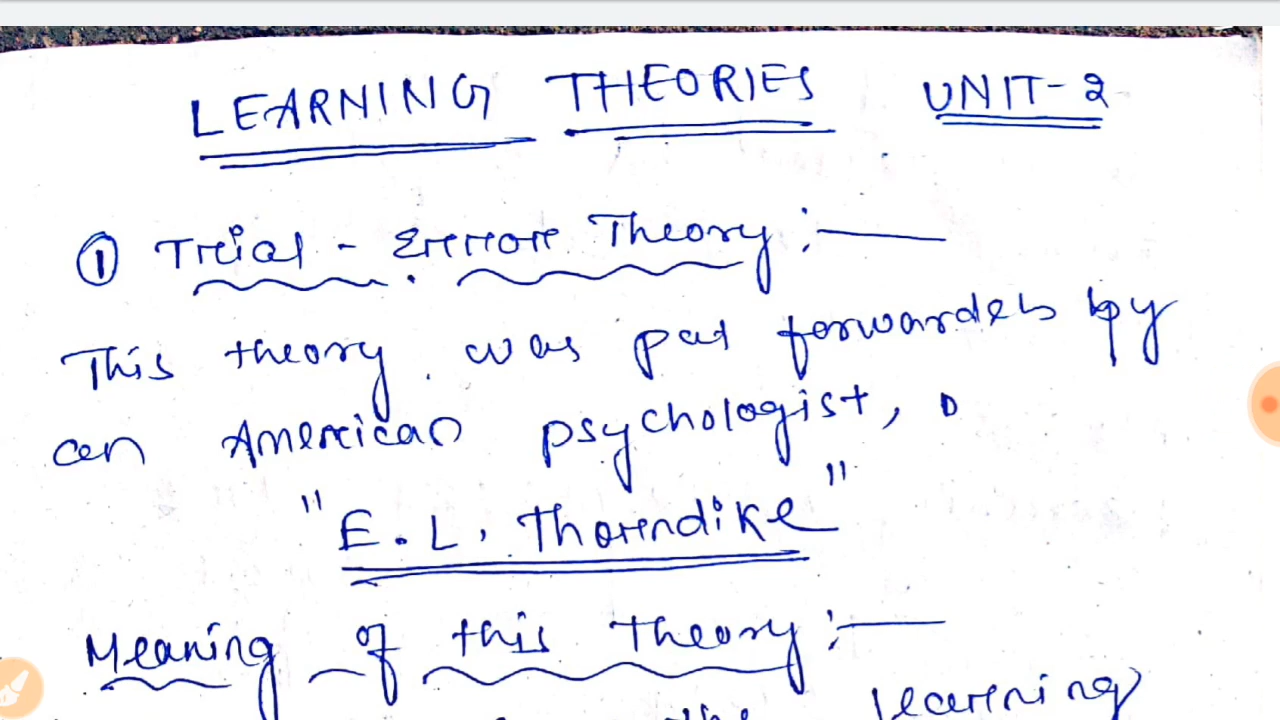 LEARNING THEORIES UNIT-2
① Trial - Error Theory :—
This theory was put forwarded by
an American psychologist,
"E.L. Thorndike"
Meaning of this Theory :—
the learning